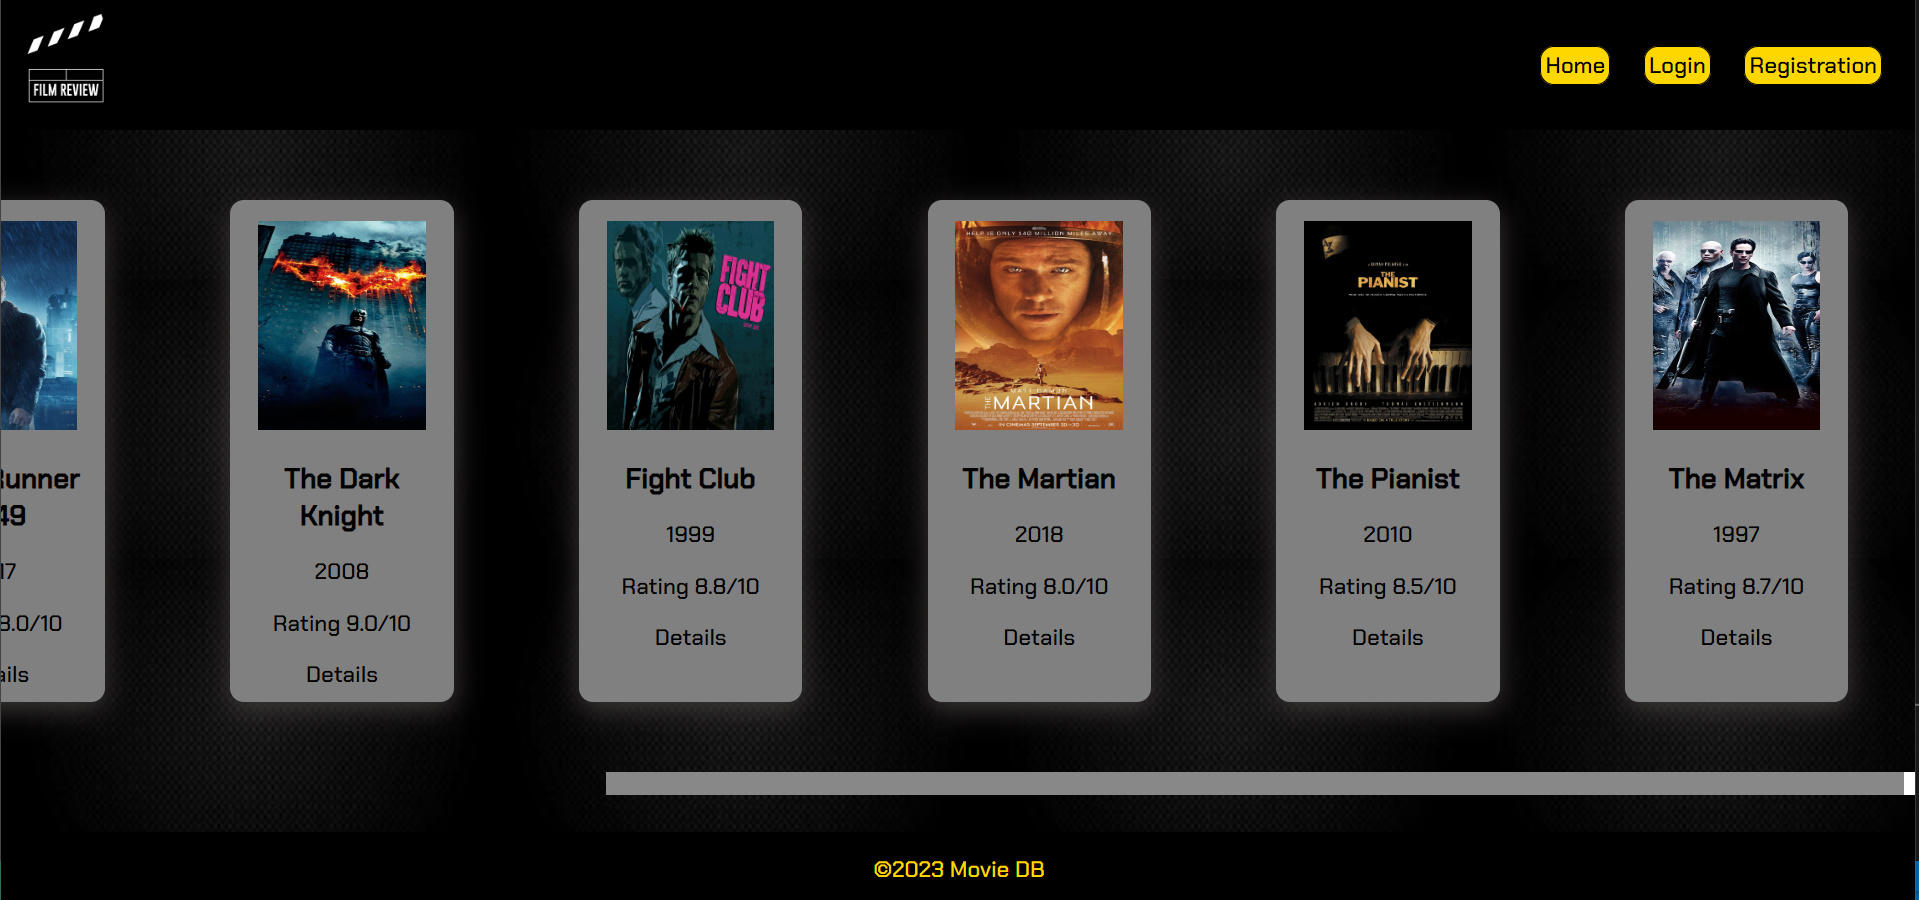 FILM REVIEW
Home
Login
Registration
Runner
49
17
8.0/10
ails
The Dark
Knight
2008
Rating 9.0/10
Details
FIGHT
CLUB
Fight Club
1999
Rating 8.8/10
Details
HELP IS ONLY 140 MILLION MILES AWAY
MATT DAMON
THE
MARTIAN
IN CINEMAS SEPTEMBER 30
The Martian
2018
Rating 8.0/10
Details
THE
PIANIST
The Pianist
2010
Rating 8.5/10
Details
The Matrix
1997
Rating 8.7/10
Details
©2023 Movie DB